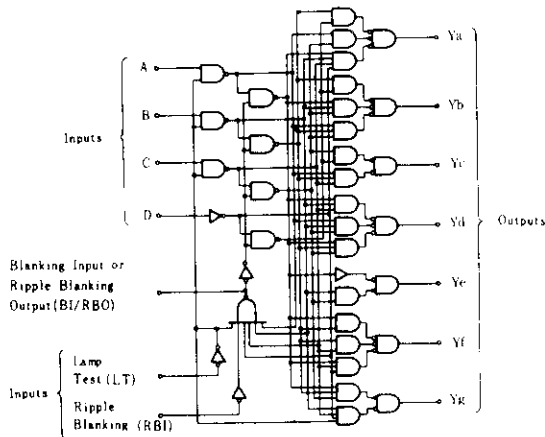 A
B
Inputs
C
D
Blanking Input or
Ripple Blanking
Output (BI/RBO)
Lamp
Test (LT)
Inputs
Ripple
Blanking (RBI)
Ya
Yb
Yc
Yd
Outputs
Ye
Yf
Yg